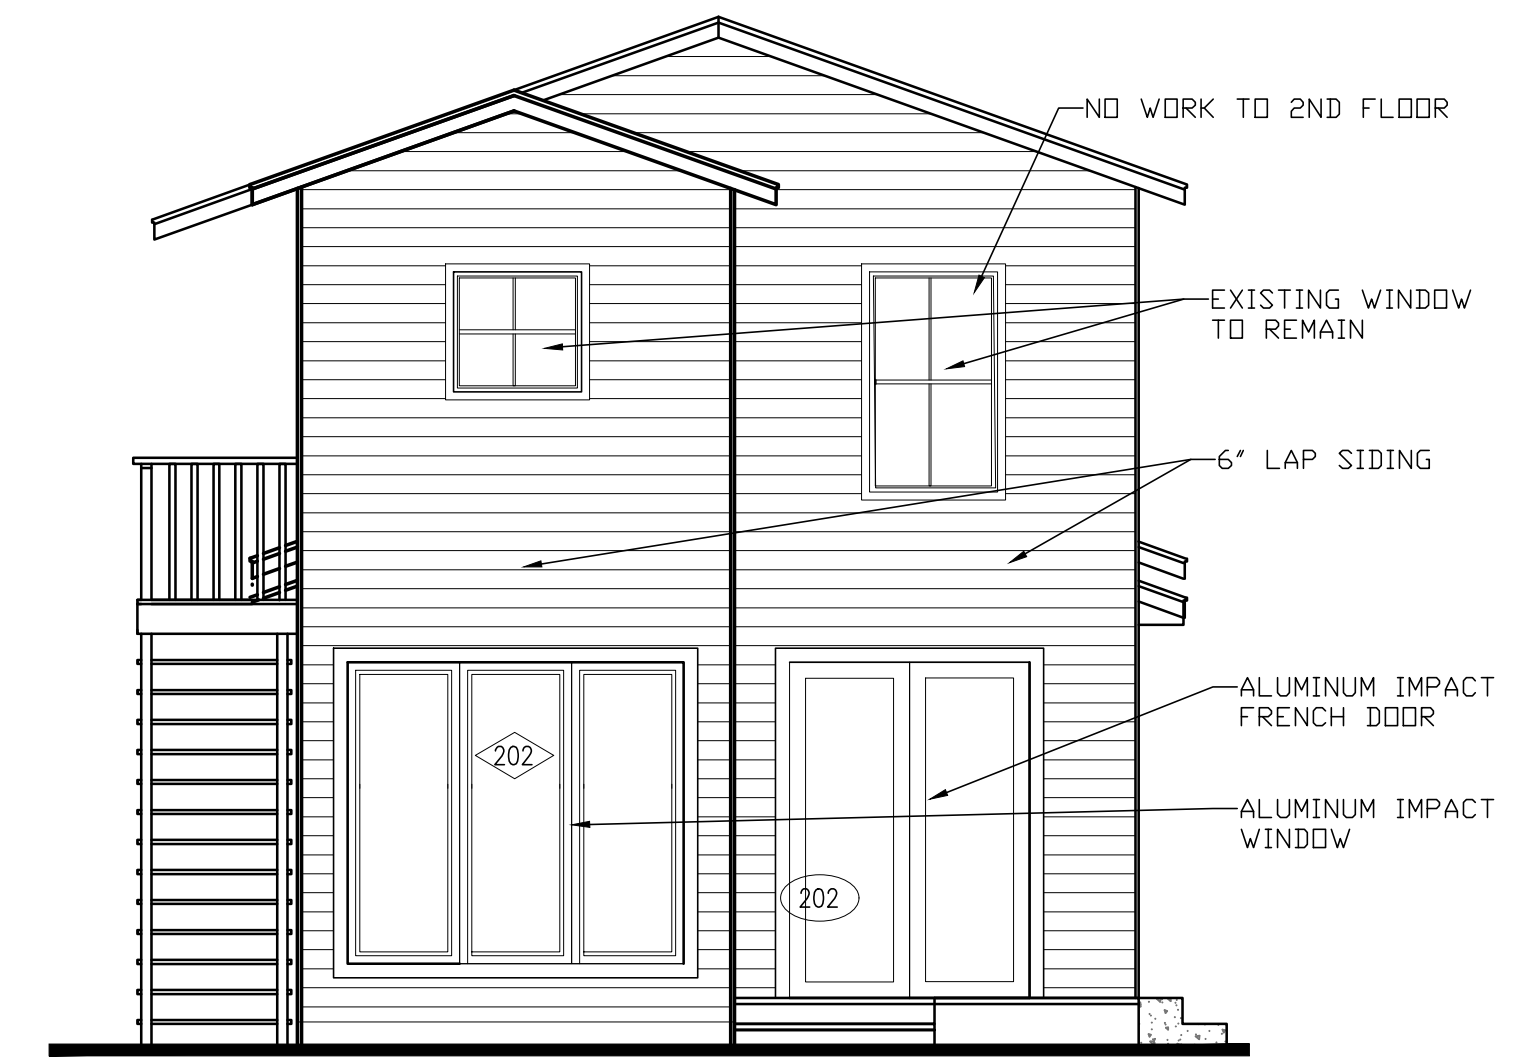 NO WORK TO 2ND FLOOR
EXISTING WINDOW
TO REMAIN
6" LAP SIDING
ALUMINUM IMPACT
FRENCH DOOR
202
ALUMINUM IMPACT
WINDOW
202